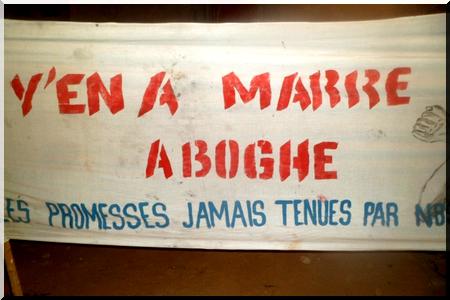 Y'EN A MARRE
ABOGHE
ES PROMESSES JAMAIS TENUES PAR NB